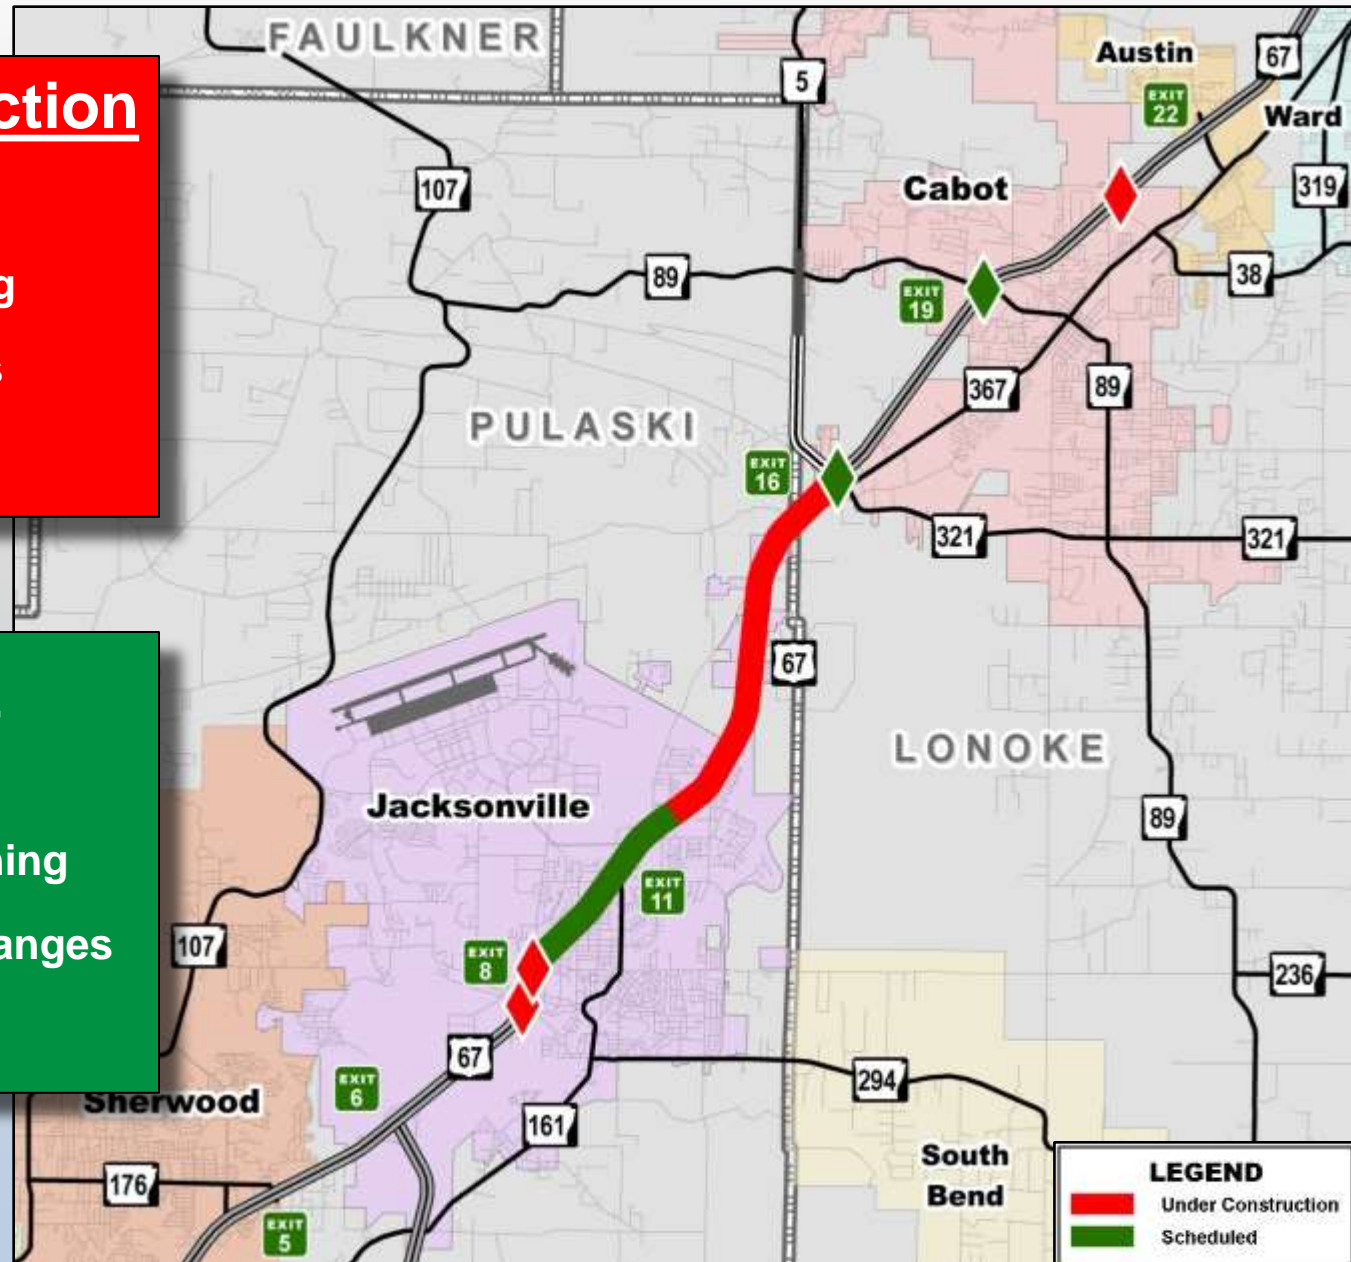 FAULKNER
Austin
67
5
EXIT
22
Ward
ction
107
Cabot
319
g
89
EXIT
19
38
s
367
89
PULASKI
EXIT
16
321
321
67
LONOKE
Jacksonville
89
ning
EXIT
11
anges
107
EXIT
8
236
67
EXIT
6
294
Sherwood
161
South
Bend
176
EXIT
5
LEGEND
Under Construction
Scheduled